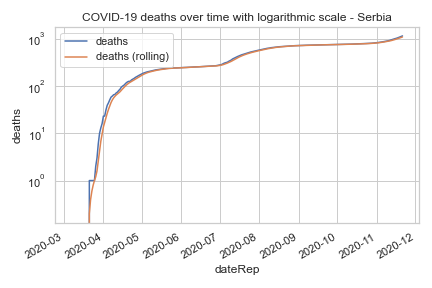 COVID-19 deaths over time with logarithmic scale - Serbia
deaths
deaths (rolling)
10³
10²
10¹
10⁰
deaths
2020-03
2020-04
2020-05
2020-06
2020-07
2020-08
2020-09
2020-10
2020-11
2020-12
dateRep